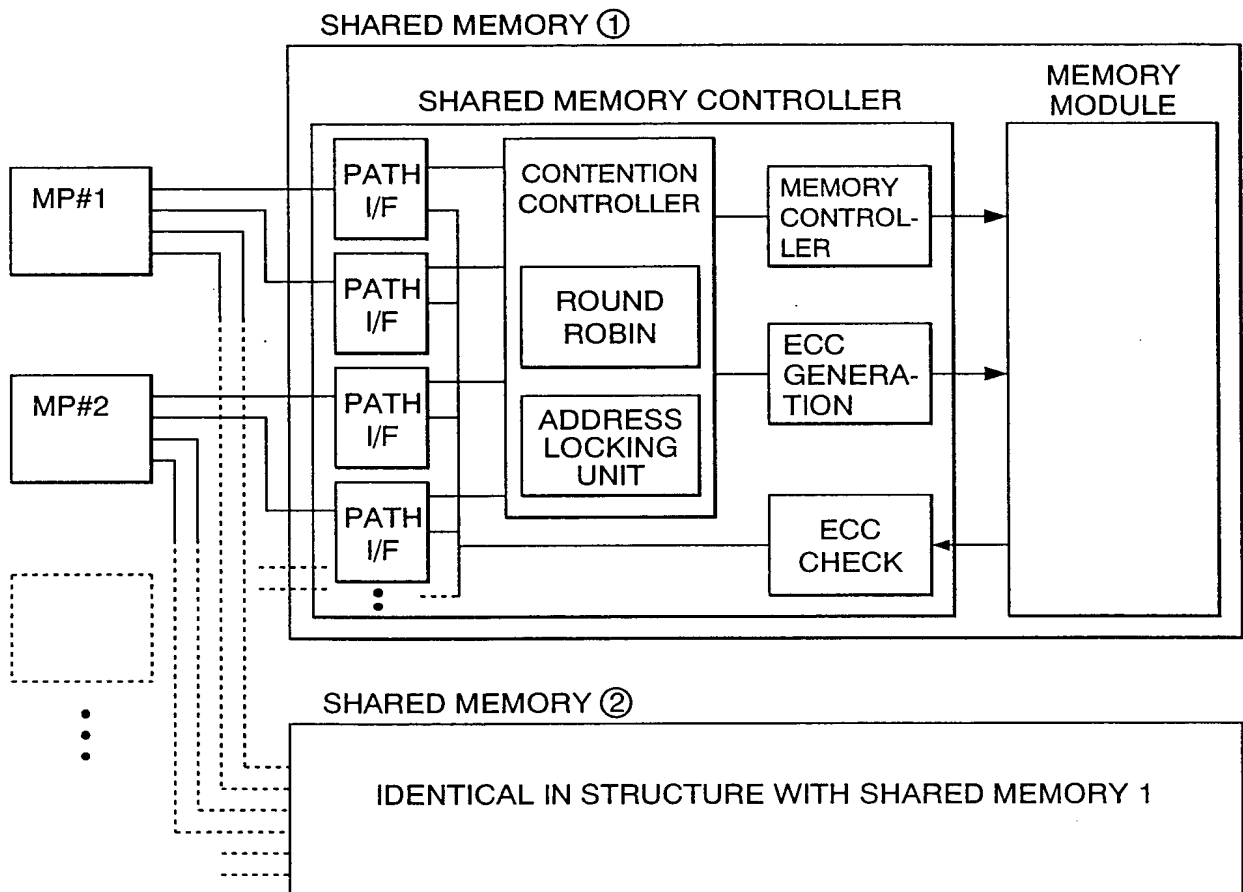 SHARED MEMORY ①
SHARED MEMORY CONTROLLER
MEMORY
MODULE
MP#1
PATH
I/F
CONTENTION
CONTROLLER
MEMORY
CONTROL-
LER
PATH
I/F
ROUND
ROBIN
ECC
GENERA-
TION
MP#2
PATH
I/F
ADDRESS
LOCKING
UNIT
PATH
I/F
ECC
CHECK
SHARED MEMORY ②
IDENTICAL IN STRUCTURE WITH SHARED MEMORY 1